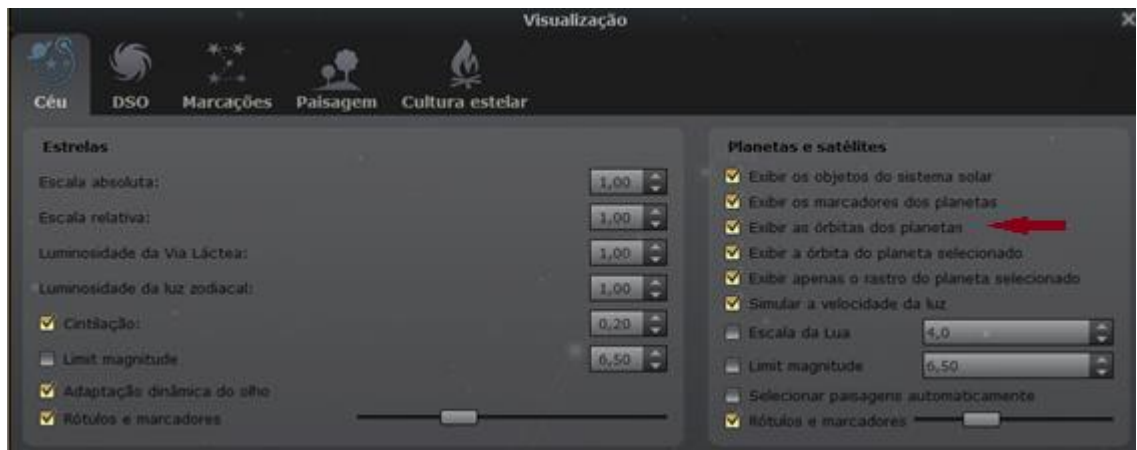 Visualização
Céu
DSO
Marcações
Paisagem
Cultura estelar
Estrelas
Escala absoluta: 1,00
Escala relativa: 1,00
Luminosidade da Via Láctea: 1,00
Luminosidade da luz zodiacal: 1,00
Cintilação: 0,20
Limit magnitude 6,50
Adaptação dinâmica do olho
Rótulos e marcadores
Planetas e satélites
Exibir os objetos do sistema solar
Exibir os marcadores dos planetas
Exibir as órbitas dos planetas
Exibir a órbita do planeta selecionado
Exibir apenas o rastro do planeta selecionado
Simular a velocidade da luz
Escala da Lua 4,0
Limit magnitude 6,50
Selecionar paisagens automaticamente
Rótulos e marcadores